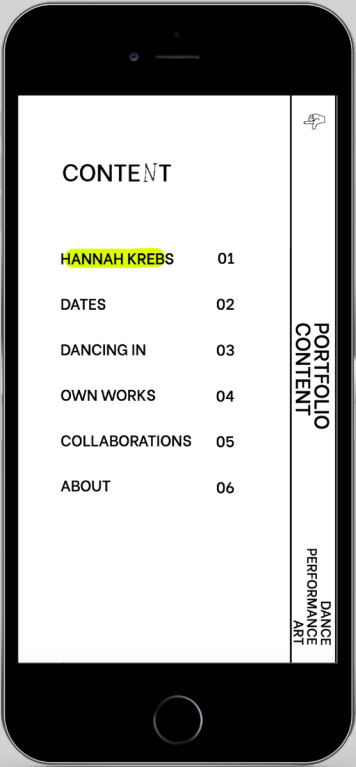 CONTENT
HANNAH KREBS 01
DATES 02
DANCING IN 03
OWN WORKS 04
COLLABORATIONS 05
ABOUT 06
PORTFOLIO
CONTENT
DANCE
PERFORMANCE
ART